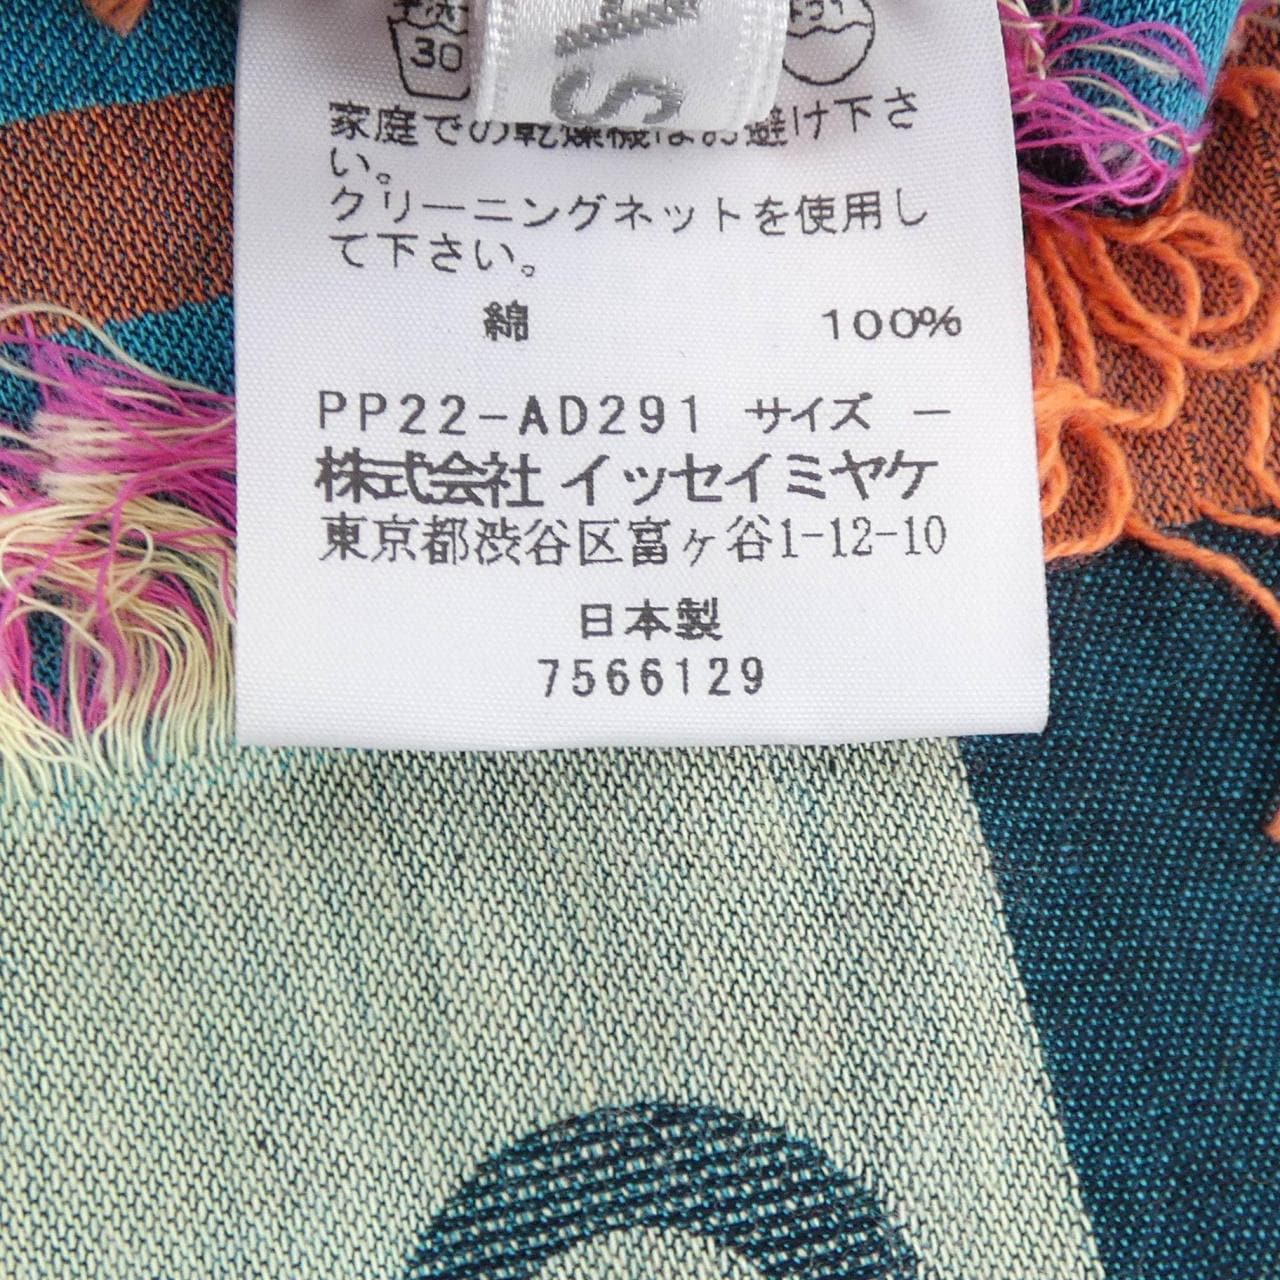 30
SA
家庭での乾燥機はお避け下さ
い。
クリーニングネットを使用し
て下さい。
綿 100%
PP22-AD291 サイズ ー
株式会社 イッセイミヤケ
東京都渋谷区富ヶ谷1-12-10
日本製
7566129